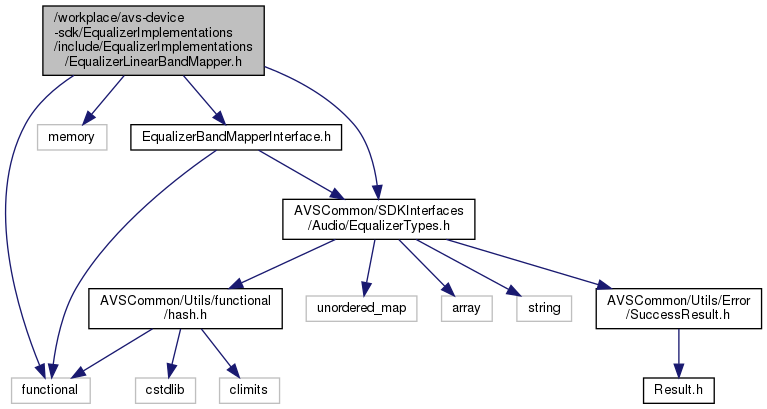 /workplace/avs-device
-sdk/EqualizerImplementations
/include/EqualizerImplementations
/EqualizerLinearBandMapper.h
memory
EqualizerBandMapperInterface.h
AVSCommon/SDKInterfaces
/Audio/EqualizerTypes.h
AVSCommon/Utils/functional
/hash.h
unordered_map
array
string
AVSCommon/Utils/Error
/SuccessResult.h
functional
cstdlib
climits
Result.h